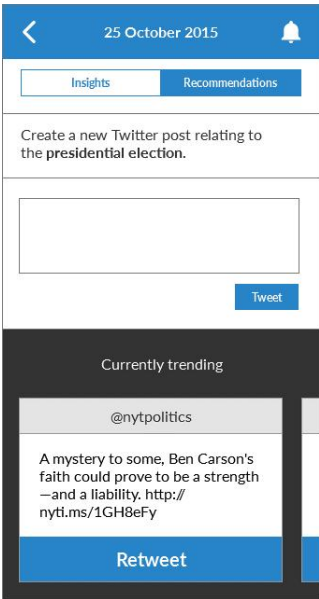 25 October 2015
Insights
Recommendations
Create a new Twitter post relating to
the presidential election.
Tweet
Currently trending
@nytpolitics
A mystery to some, Ben Carson's
faith could prove to be a strength
—and a liability. http://
nyti.ms/1GH8eFy
Retweet